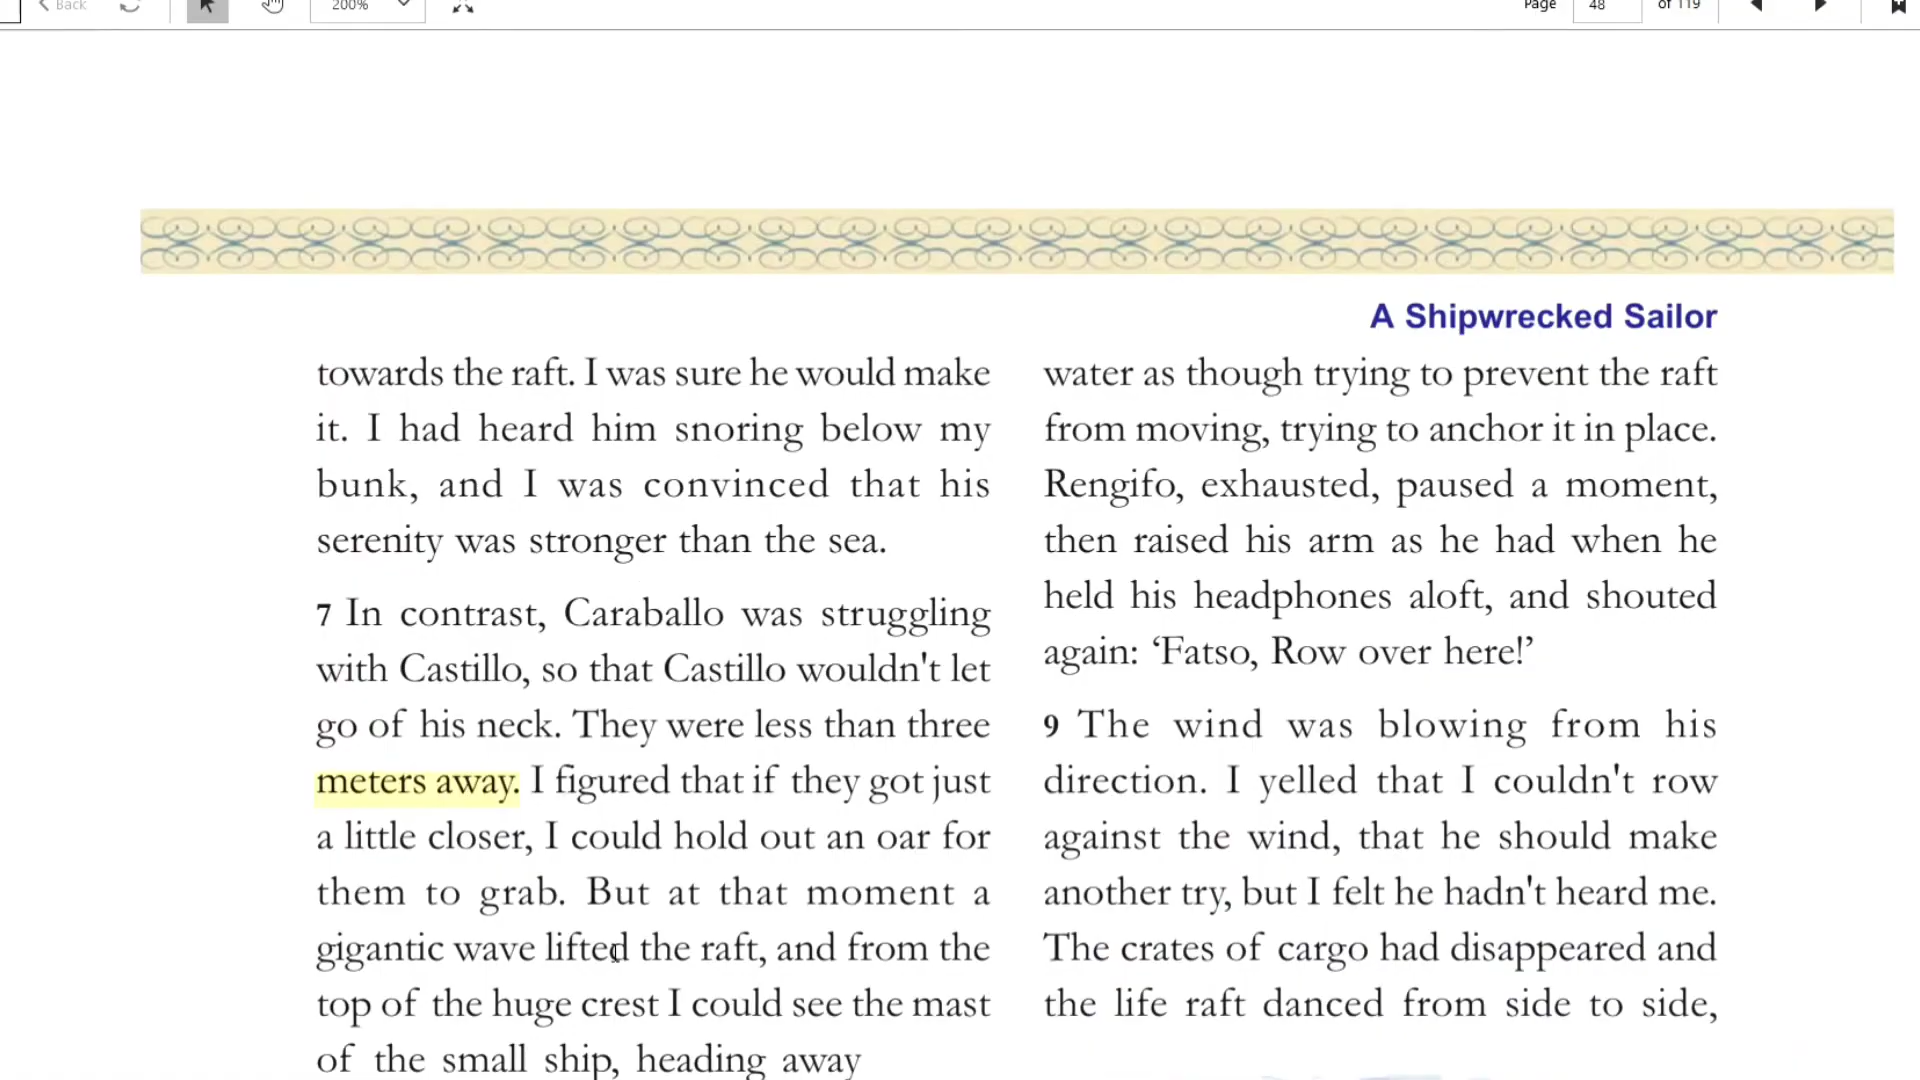 Back
200%
Page 48 of 119
A Shipwrecked Sailor
towards the raft. I was sure he would make
it. I had heard him snoring below my
bunk, and I was convinced that his
serenity was stronger than the sea.
7 In contrast, Caraballo was struggling
with Castillo, so that Castillo wouldn't let
go of his neck. They were less than three
meters away. I figured that if they got just
a little closer, I could hold out an oar for
them to grab. But at that moment a
gigantic wave lifted the raft, and from the
top of the huge crest I could see the mast
of the small ship, heading away
water as though trying to prevent the raft
from moving, trying to anchor it in place.
Rengifo, exhausted, paused a moment,
then raised his arm as he had when he
held his headphones aloft, and shouted
again: ‘Fatso, Row over here!’
9 The wind was blowing from his
direction. I yelled that I couldn't row
against the wind, that he should make
another try, but I felt he hadn't heard me.
The crates of cargo had disappeared and
the life raft danced from side to side,